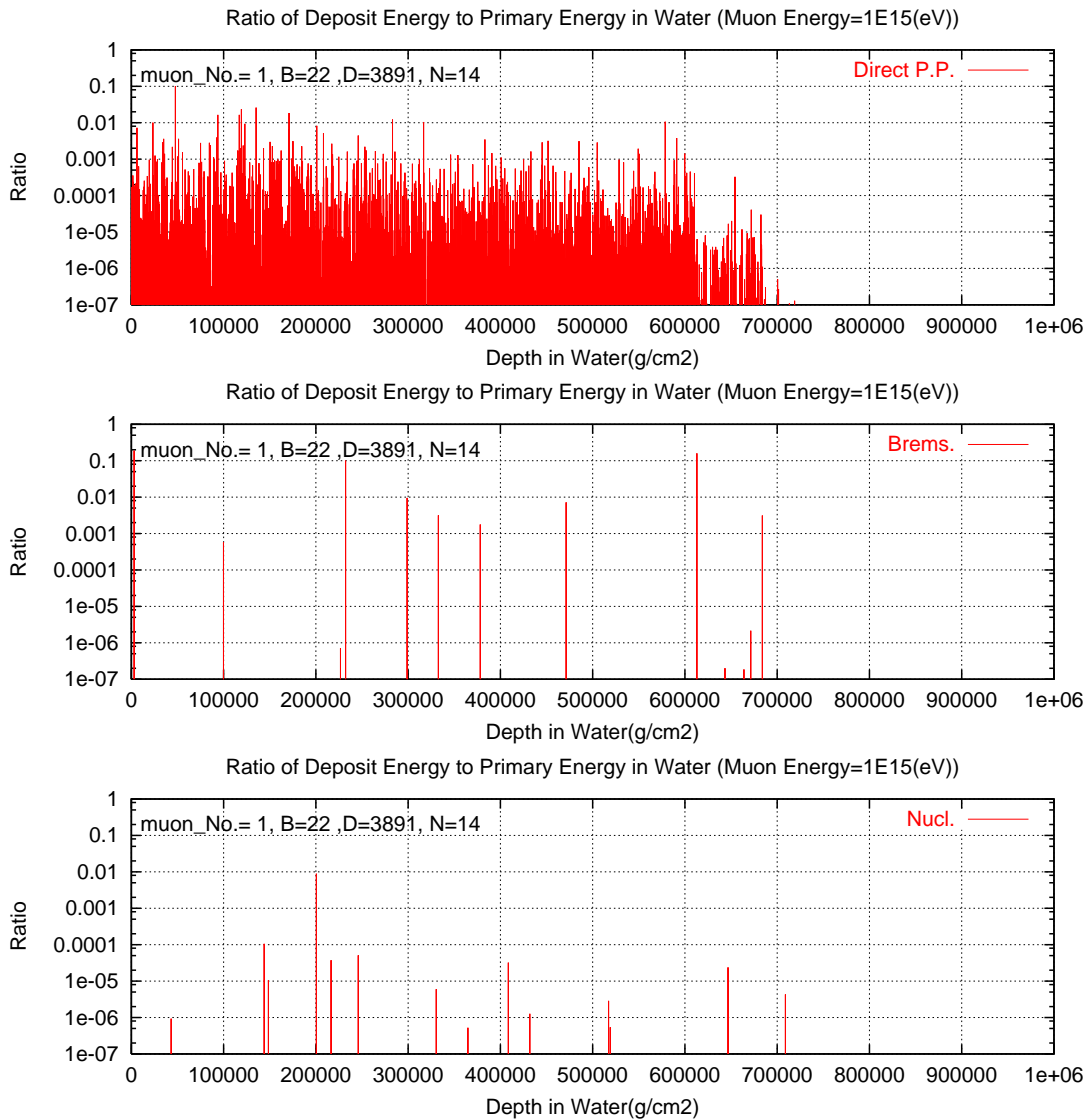 Ratio of Deposit Energy to Primary Energy in Water (Muon Energy=1E15(eV))
1
muon_No.= 1, B=22, D=3891, N=14
Direct P.P.
0.1
0.01
0.001
Ratio
0.0001
1e-05
1e-06
1e-07
0 100000 200000 300000 400000 500000 600000 700000 800000 900000 1e+06
Depth in Water(g/cm2)
Ratio of Deposit Energy to Primary Energy in Water (Muon Energy=1E15(eV))
1
muon_No.= 1, B=22 ,D=3891, N=14
Brems.
0.1
0.01
0.001
Ratio
0.0001
1e-05
1e-06
1e-07
0 100000 200000 300000 400000 500000 600000 700000 800000 900000 1e+06
Depth in Water(g/cm2)
Ratio of Deposit Energy to Primary Energy in Water (Muon Energy=1E15(eV))
1
muon_No.= 1, B=22 ,D=3891, N=14
Nucl.
0.1
0.01
0.001
Ratio
0.0001
1e-05
1e-06
1e-07
0 100000 200000 300000 400000 500000 600000 700000 800000 900000 1e+06
Depth in Water(g/cm2)